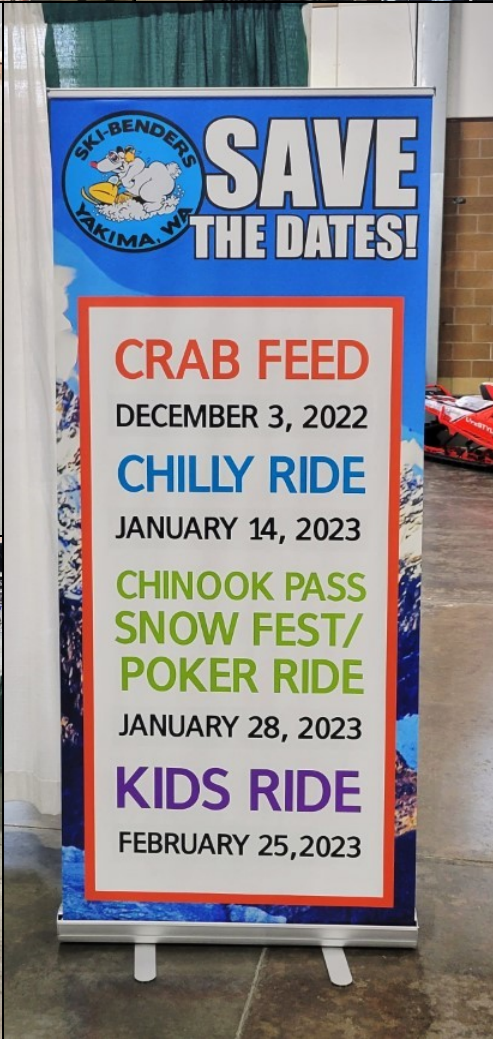 SKI-BENDERS
YAKIMA, WA
SAVE
THE DATES!
CRAB FEED
DECEMBER 3, 2022
CHILLY RIDE
JANUARY 14, 2023
CHINOOK PASS
SNOW FEST/
POKER RIDE
JANUARY 28, 2023
KIDS RIDE
FEBRUARY 25,2023